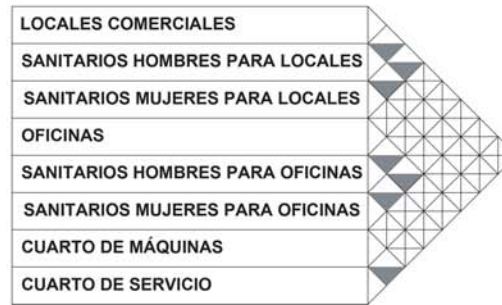 LOCALES COMERCIALES
SANITARIOS HOMBRES PARA LOCALES
SANITARIOS MUJERES PARA LOCALES
OFICINAS
SANITARIOS HOMBRES PARA OFICINAS
SANITARIOS MUJERES PARA OFICINAS
CUARTO DE MÁQUINAS
CUARTO DE SERVICIO